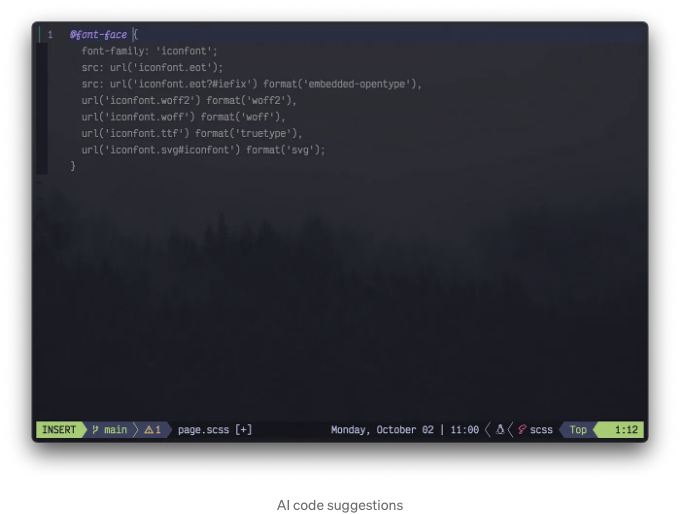 1 @font-face {
font-family: 'iconfont';
src: url('iconfont.eot');
src: url('iconfont.eot?#iefix') format('embedded-opentype'),
url('iconfont.woff2') format('woff2'),
url('iconfont.woff') format('woff'),
url('iconfont.ttf') format('truetype'),
url('iconfont.svg#iconfont') format('svg');
}
INSERT main 1 page.scss [+] Monday, October 02 | 11:00 scss Top 1:12
AI code suggestions